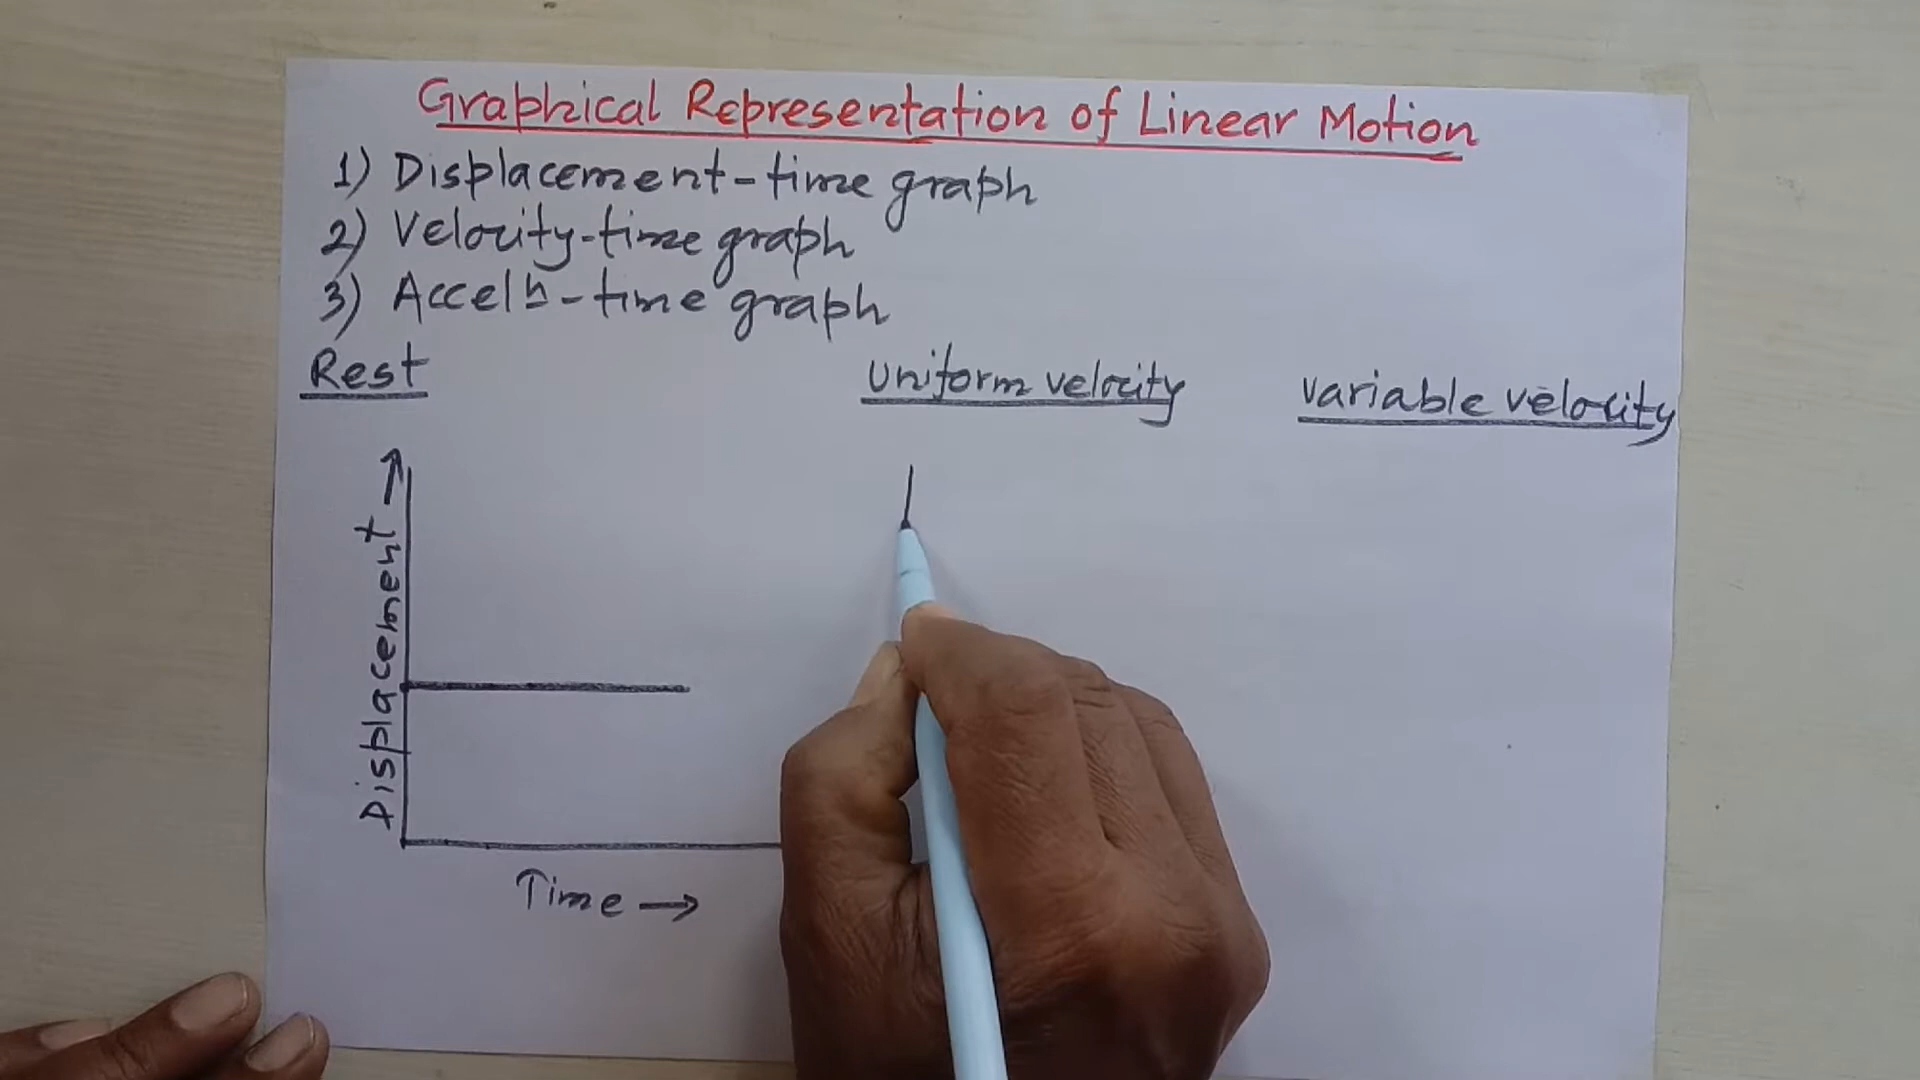 Graphical Representation of Linear Motion
1) Displacement-time graph
2) Velocity-time graph
3) Accelⁿ-time graph
Rest
Uniform velocity
variable velocity
Displacement →
Time →